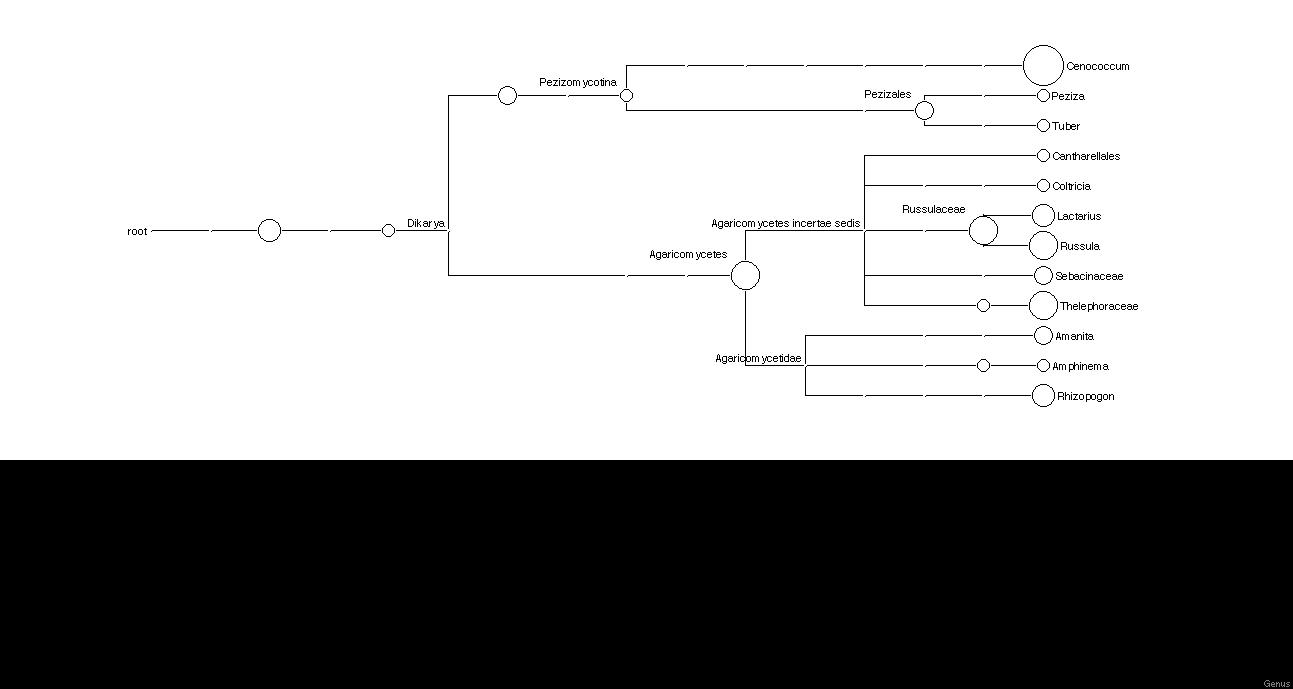 Cenococcum
Pezizomycotina
Pezizales
Peziza
Tuber
Cantharellales
Coltricia
Russulaceae
Lactarius
Agaricomycetes incertae sedis
Dikarya
root
Russula
Agaricomycetes
Sebacinaceae
Thelephoraceae
Amanita
Agaricomycetidae
Amphinema
Rhizopogon
Genus